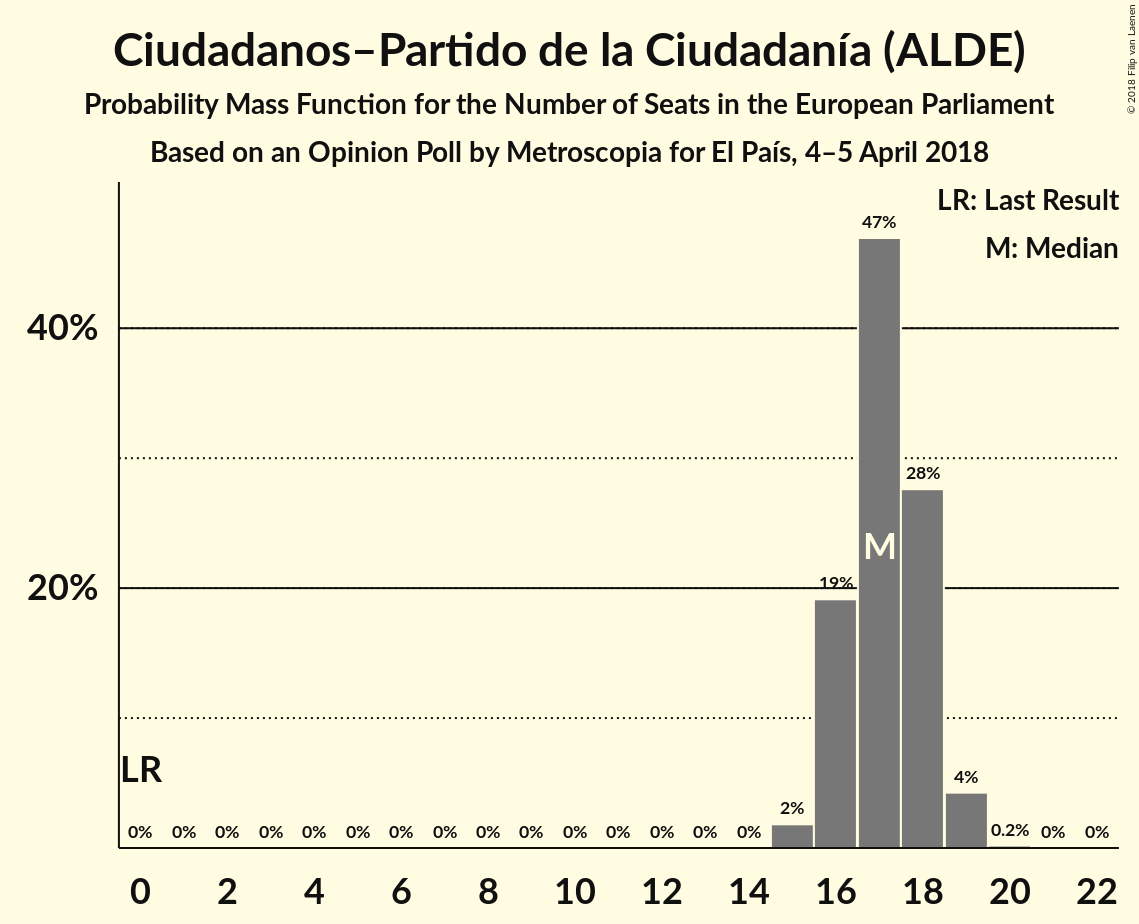 © 2018 Filip van Laenen
Ciudadanos–Partido de la Ciudadanía (ALDE)
Probability Mass Function for the Number of Seats in the European Parliament
Based on an Opinion Poll by Metroscopia for El País, 4–5 April 2018
LR: Last Result
M: Median
47%
40%
28%
M
20%
19%
LR
4%
2%
0% 0% 0% 0% 0% 0% 0% 0% 0% 0% 0% 0% 0% 0% 0% 0.2% 0% 0%
0 2 4 6 8 10 12 14 16 18 20 22